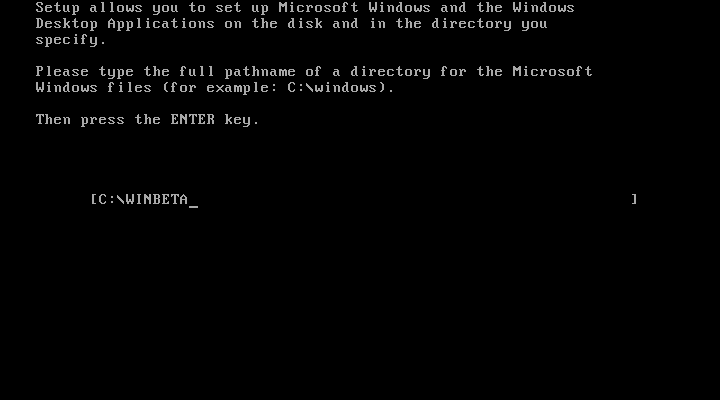 Setup allows you to set up Microsoft Windows and the Windows
Desktop Applications on the disk and in the directory you
specify.
Please type the full pathname of a directory for the Microsoft
Windows files (for example: C:\windows).
Then press the ENTER key.
[C:\WINBETA_ ]